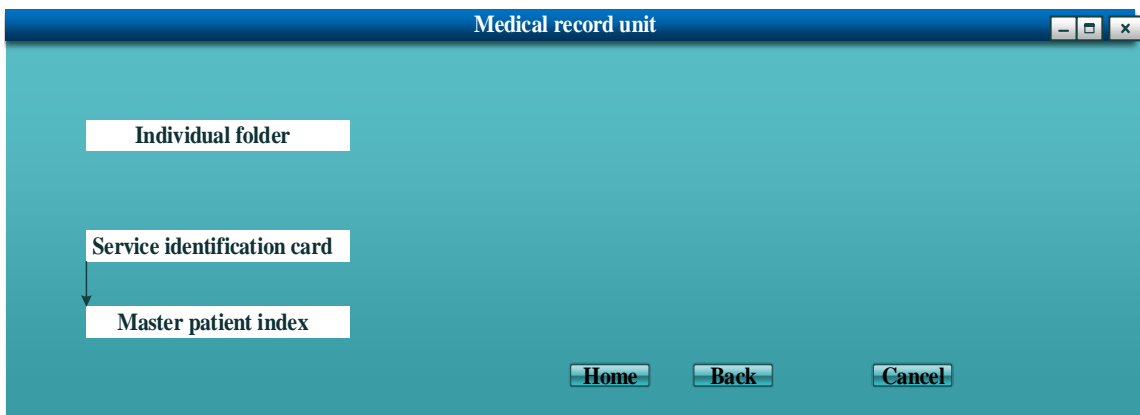 Medical record unit
Individual folder
Service identification card
Master patient index
Home Back Cancel